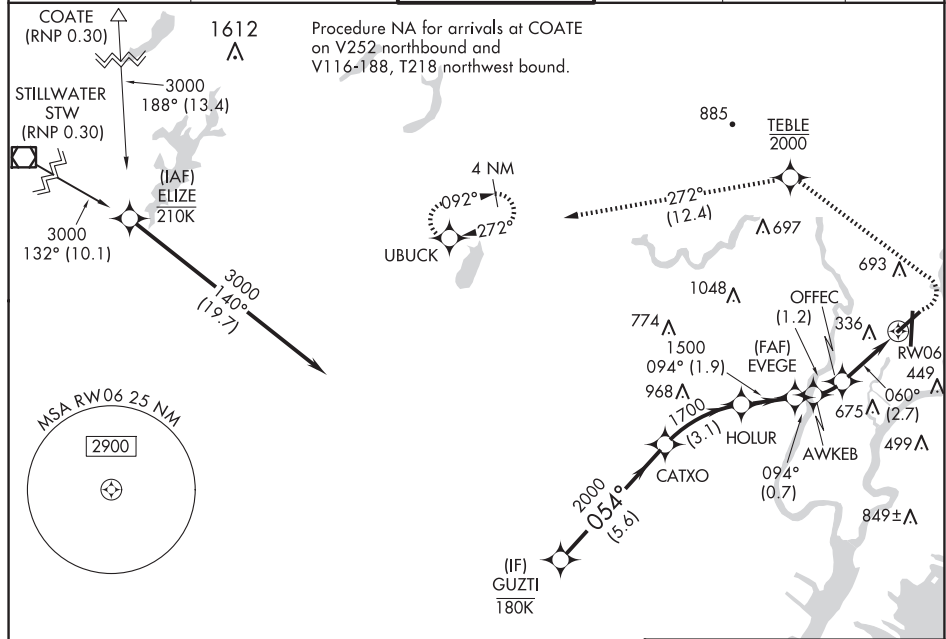 COATE
(RNP 0.30)
1612
Procedure NA for arrivals at COATE
on V252 northbound and
V116-188, T218 northwest bound.
3000
188° (13.4)
STILLWATER
STW
(RNP 0.30)
(IAF)
ELIZE
210K
3000
132° (10.1)
3000
140°
(19.7)
4 NM
092°
272°
UBUCK
885
TEBLE
2000
272°
(12.4)
697
693
1048
OFFEC
(1.2)
336
774
1500
094° (1.9)
(FAF)
EVEGE
RW06
449
968
1700
(3.1)
060°
(2.7)
675
HOLUR
AWKEB
499
CATXO
094°
(0.7)
849±
2000
054°
(5.6)
(IF)
GUZTI
180K
MSA RW06 25 NM
2900